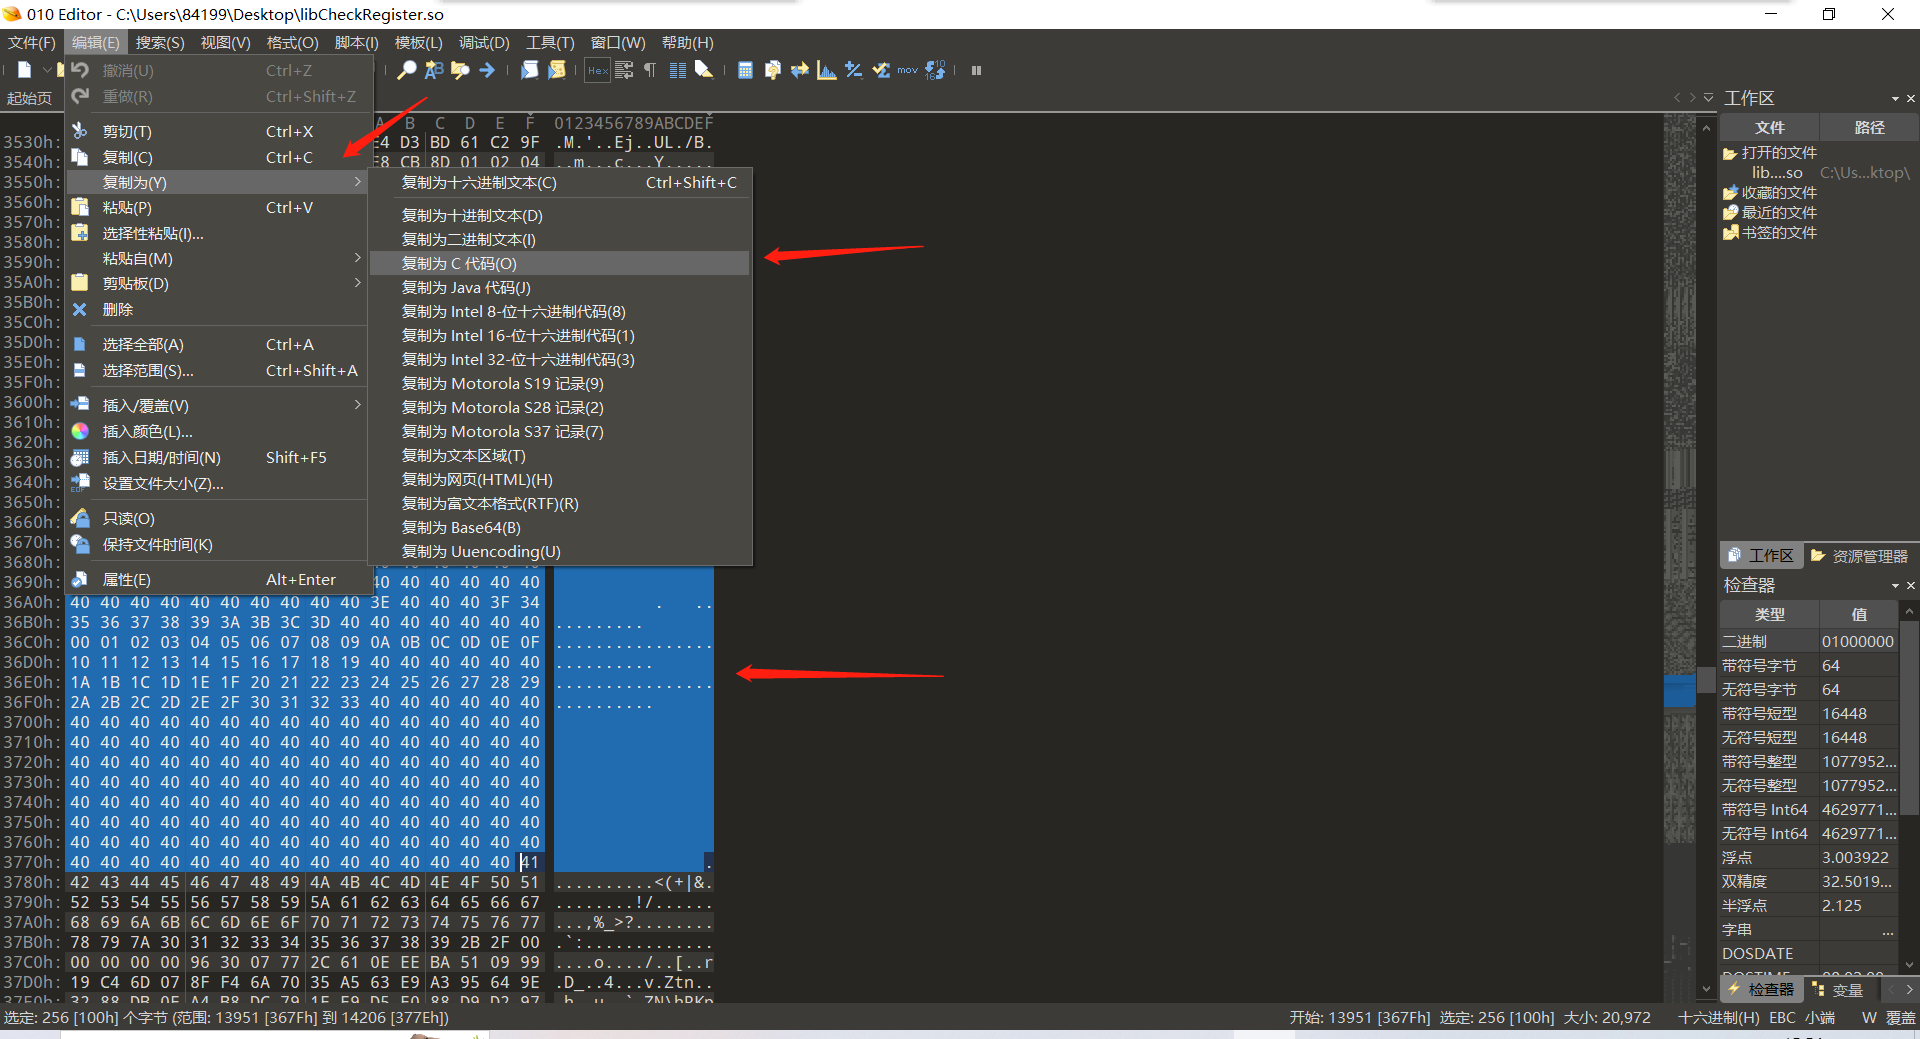 010 Editor - C:\Users\84199\Desktop\libCheckRegister.so
文件(F) 编辑(E) 搜索(S) 视图(V) 格式(O) 脚本(I) 模板(L) 调试(D) 工具(T) 窗口(W) 帮助(H)
起始页
撤消(U) Ctrl+Z
重做(R) Ctrl+Shift+Z
剪切(T) Ctrl+X
复制(C) Ctrl+C
复制为(Y)
粘贴(P) Ctrl+V
选择性粘贴(I)...
粘贴自(M)
剪贴板(D)
删除
选择全部(A) Ctrl+A
选择范围(S)... Ctrl+Shift+A
插入/覆盖(V)
插入颜色(L)...
插入日期/时间(N) Shift+F5
设置文件大小(Z)...
只读(O)
保持文件时间(K)
属性(E) Alt+Enter
复制为十六进制文本(C) Ctrl+Shift+C
复制为十进制文本(D)
复制为二进制文本(I)
复制为 C 代码(O)
复制为 Java 代码(J)
复制为 Intel 8-位十六进制代码(8)
复制为 Intel 16-位十六进制代码(1)
复制为 Intel 32-位十六进制代码(3)
复制为 Motorola S19 记录(9)
复制为 Motorola S28 记录(2)
复制为 Motorola S37 记录(7)
复制为文本区域(T)
复制为网页(HTML)(H)
复制为富文本格式(RTF)(R)
复制为 Base64(B)
复制为 Uuencoding(U)
A B C D E F 0123456789ABCDEF
3530h: E4 D3 BD 61 C2 9F .M.'..Ej..UL./B.
3540h: E8 CB 8D 01 02 04 ..m...c...Y.....
3550h:
3560h:
3570h:
3580h:
3590h:
35A0h:
35B0h:
35C0h:
35D0h:
35E0h:
35F0h:
3600h:
3610h:
3620h:
3630h:
3640h:
3650h:
3660h:
3670h:
3680h:
3690h: 40 40 40 40 40 40
36A0h: 40 40 40 40 40 40 40 40 40 40 3E 40 40 40 3F 34 . ..
36B0h: 35 36 37 38 39 3A 3B 3C 3D 40 40 40 40 40 40 40 .........
36C0h: 00 01 02 03 04 05 06 07 08 09 0A 0B 0C 0D 0E 0F ................
36D0h: 10 11 12 13 14 15 16 17 18 19 40 40 40 40 40 40 ..........
36E0h: 1A 1B 1C 1D 1E 1F 20 21 22 23 24 25 26 27 28 29 ................
36F0h: 2A 2B 2C 2D 2E 2F 30 31 32 33 40 40 40 40 40 40 ..........
3700h: 40 40 40 40 40 40 40 40 40 40 40 40 40 40 40 40
3710h: 40 40 40 40 40 40 40 40 40 40 40 40 40 40 40 40
3720h: 40 40 40 40 40 40 40 40 40 40 40 40 40 40 40 40
3730h: 40 40 40 40 40 40 40 40 40 40 40 40 40 40 40 40
3740h: 40 40 40 40 40 40 40 40 40 40 40 40 40 40 40 40
3750h: 40 40 40 40 40 40 40 40 40 40 40 40 40 40 40 40
3760h: 40 40 40 40 40 40 40 40 40 40 40 40 40 40 40 40
3770h: 40 40 40 40 40 40 40 40 40 40 40 40 40 40 40 41 .
3780h: 42 43 44 45 46 47 48 49 4A 4B 4C 4D 4E 4F 50 51 ..........<(+|&.
3790h: 52 53 54 55 56 57 58 59 5A 61 62 63 64 65 66 67 ........!/......
37A0h: 68 69 6A 6B 6C 6D 6E 6F 70 71 72 73 74 75 76 77 ...,%_>?........
37B0h: 78 79 7A 30 31 32 33 34 35 36 37 38 39 2B 2F 00 .`:.............
37C0h: 00 00 00 00 96 30 07 77 2C 61 0E EE BA 51 09 99 ....o..../..[..r
37D0h: 19 C4 6D 07 8F F4 6A 70 35 A5 63 E9 A3 95 64 9E .D_..4...v.Ztn..
37E0h: 32 88 DB 0E A4 B8 DC 79 1E E9 D5 E0 88 D9 D2 97
工作区
文件 路径
打开的文件
lib....so C:\Us...ktop\
收藏的文件
最近的文件
书签的文件
工作区 资源管理器
检查器
类型 值
二进制 01000000
带符号字节 64
无符号字节 64
带符号短型 16448
无符号短型 16448
带符号整型 1077952...
无符号整型 1077952...
带符号 Int64 4629771...
无符号 Int64 4629771...
浮点 3.003922
双精度 32.5019...
半浮点 2.125
字串 ...
DOSDATE
检查器 变量
选定: 256 [100h] 个字节 (范围: 13951 [367Fh] 到 14206 [377Eh]) 开始: 13951 [367Fh] 选定: 256 [100h] 大小: 20,972 十六进制(H) EBC 小端 W 覆盖